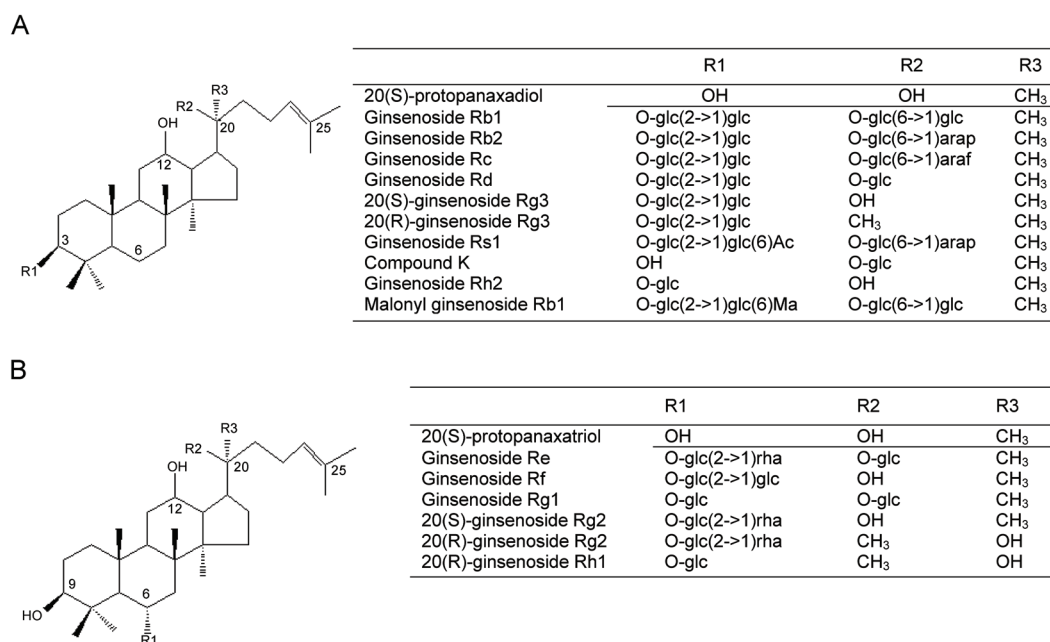 A
R1 R2 R3
20(S)-protopanaxadiol OH OH CH3
Ginsenoside Rb1 O-glc(2->1)glc O-glc(6->1)glc CH3
Ginsenoside Rb2 O-glc(2->1)glc O-glc(6->1)arap CH3
Ginsenoside Rc O-glc(2->1)glc O-glc(6->1)araf CH3
Ginsenoside Rd O-glc(2->1)glc O-glc CH3
20(S)-ginsenoside Rg3 O-glc(2->1)glc OH CH3
20(R)-ginsenoside Rg3 O-glc(2->1)glc CH3 CH3
Ginsenoside Rs1 O-glc(2->1)glc(6)Ac O-glc(6->1)arap CH3
Compound K OH O-glc CH3
Ginsenoside Rh2 O-glc OH CH3
Malonyl ginsenoside Rb1 O-glc(2->1)glc(6)Ma O-glc(6->1)glc CH3
R3
R2
OH
20
25
12
3
6
R1
B
R1 R2 R3
20(S)-protopanaxatriol OH OH CH3
Ginsenoside Re O-glc(2->1)rha O-glc CH3
Ginsenoside Rf O-glc(2->1)glc OH CH3
Ginsenoside Rg1 O-glc O-glc CH3
20(S)-ginsenoside Rg2 O-glc(2->1)rha OH CH3
20(R)-ginsenoside Rg2 O-glc(2->1)rha CH3 OH
20(R)-ginsenoside Rh1 O-glc CH3 OH
R3
R2
OH
20
25
12
9
6
HO
R1